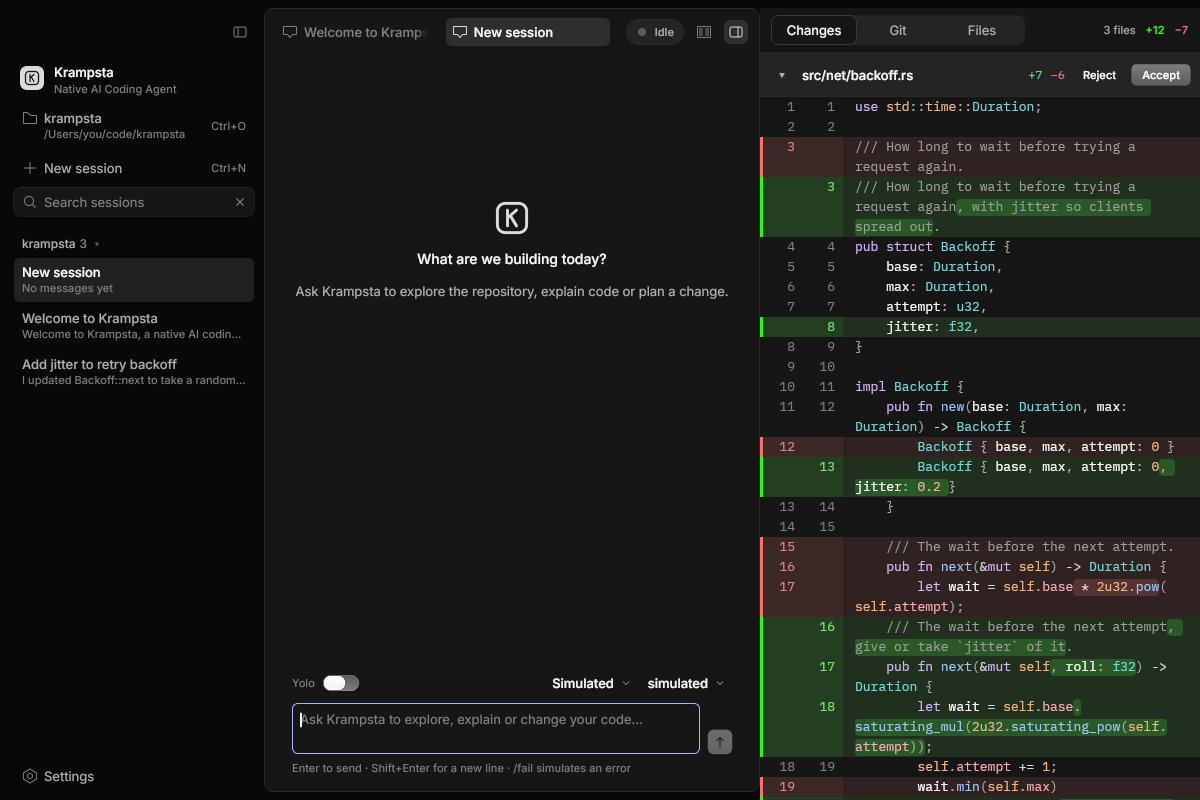 Krampsta
Native AI Coding Agent
krampsta
/Users/you/code/krampsta
Ctrl+O
New session
Ctrl+N
Search sessions
krampsta 3
New session
No messages yet
Welcome to Krampsta
Welcome to Krampsta, a native AI codin...
Add jitter to retry backoff
I updated Backoff::next to take a random...
Settings
Welcome to Kramps
New session
Idle
K
What are we building today?
Ask Krampsta to explore the repository, explain code or plan a change.
Yolo
Simulated
simulated
Ask Krampsta to explore, explain or change your code...
Enter to send · Shift+Enter for a new line · /fail simulates an error
Changes
Git
Files
3 files +12 −7
src/net/backoff.rs
+7 −6
Reject
Accept
1 1 use std::time::Duration;
2 2
3 /// How long to wait before trying a
request again.
3 /// How long to wait before trying a
request again, with jitter so clients
spread out.
4 4 pub struct Backoff {
5 5 base: Duration,
6 6 max: Duration,
7 7 attempt: u32,
8 jitter: f32,
8 9 }
9 10
10 11 impl Backoff {
11 12 pub fn new(base: Duration, max:
Duration) -> Backoff {
12 Backoff { base, max, attempt: 0 }
13 Backoff { base, max, attempt: 0,
jitter: 0.2 }
13 14 }
14 15
15 /// The wait before the next attempt.
16 pub fn next(&mut self) -> Duration {
17 let wait = self.base * 2u32.pow(
self.attempt);
16 /// The wait before the next attempt,
give or take `jitter` of it.
17 pub fn next(&mut self, roll: f32) ->
Duration {
18 let wait = self.base.
saturating_mul(2u32.saturating_pow(self.
attempt));
18 19 self.attempt += 1;
19 wait.min(self.max)